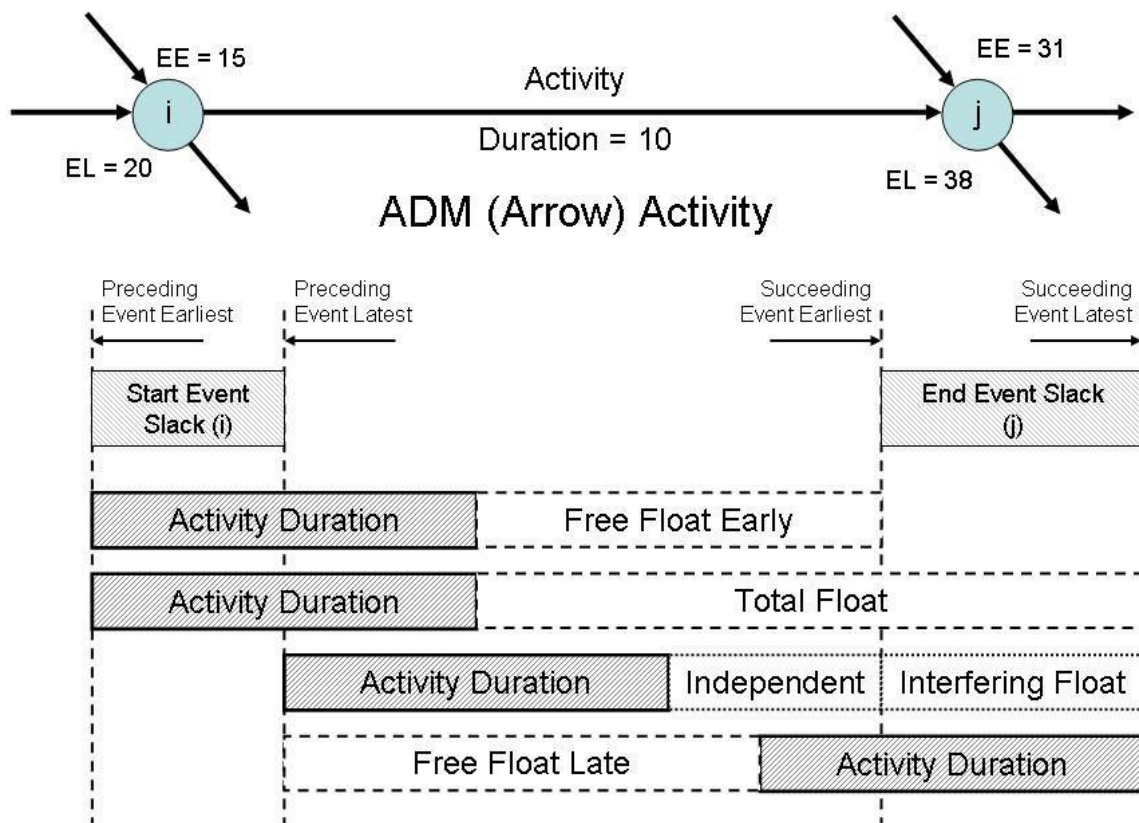 EE = 15
i
EL = 20
Activity
Duration = 10
EE = 31
j
EL = 38
ADM (Arrow) Activity
Preceding
Event Earliest
Preceding
Event Latest
Succeeding
Event Earliest
Succeeding
Event Latest
Start Event
Slack (i)
End Event Slack
(j)
Activity Duration
Free Float Early
Activity Duration
Total Float
Activity Duration
Independent
Interfering Float
Free Float Late
Activity Duration